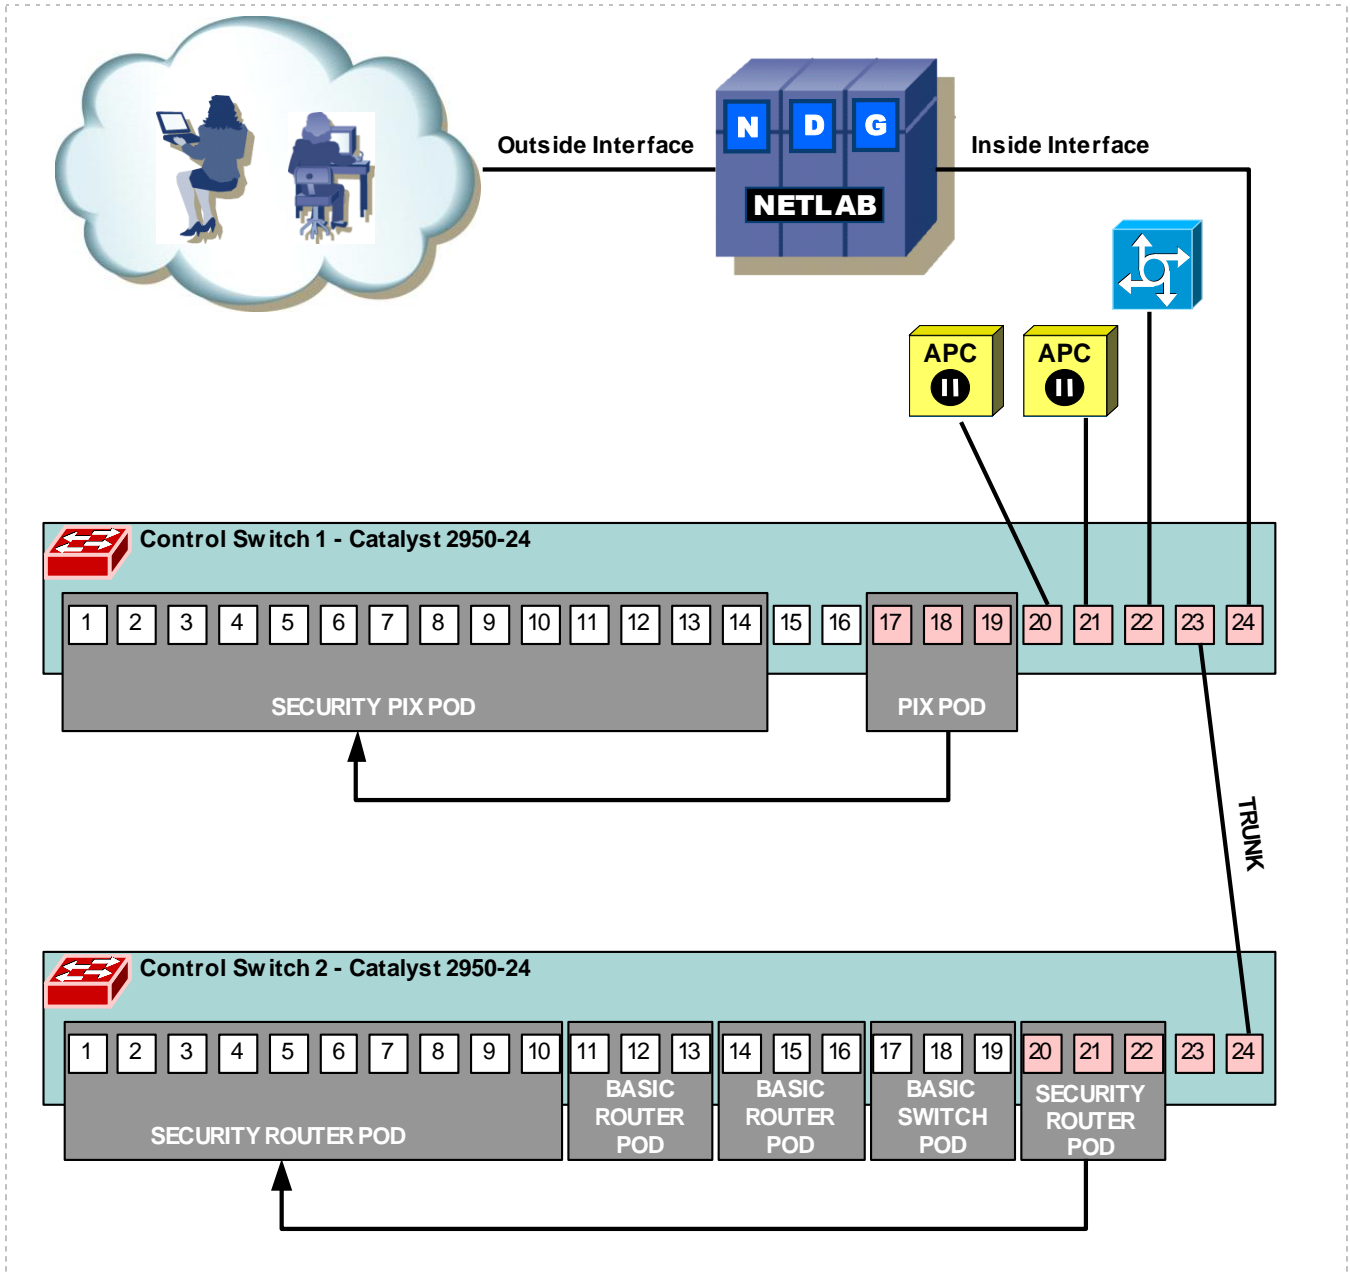 N D G
Outside Interface
Inside Interface
NETLAB
APC
APC
Control Switch 1 - Catalyst 2950-24
1 2 3 4 5 6 7 8 9 10 11 12 13 14 15 16 17 18 19 20 21 22 23 24
SECURITY PIX POD
PIX POD
TRUNK
Control Switch 2 - Catalyst 2950-24
1 2 3 4 5 6 7 8 9 10 11 12 13 14 15 16 17 18 19 20 21 22 23 24
SECURITY ROUTER POD
BASIC
ROUTER
POD
BASIC
ROUTER
POD
BASIC
SWITCH
POD
SECURITY
ROUTER
POD